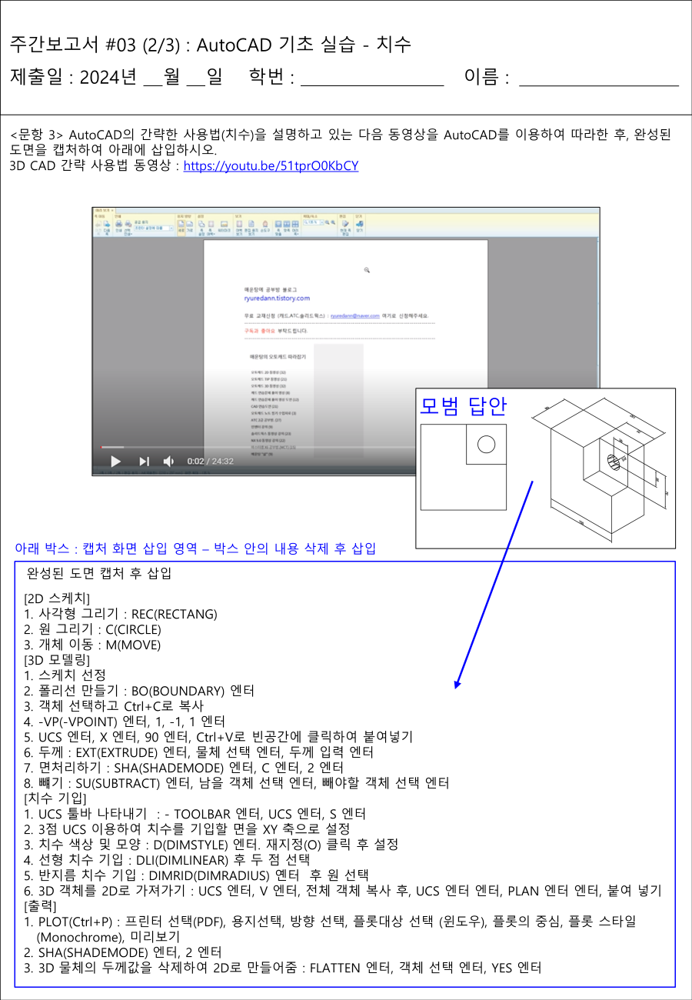 주간보고서 #03 (2/3) : AutoCAD 기초 실습 - 치수
제출일 : 2024년 __월 __일 학번 : ________________ 이름 : __________________
<문항 3> AutoCAD의 간략한 사용법(치수)을 설명하고 있는 다음 동영상을 AutoCAD를 이용하여 따라한 후, 완성된
도면을 캡처하여 아래에 삽입하시오.
3D CAD 간략 사용법 동영상 : https://youtu.be/51tprO0KbCY
매운탕에 공부방 블로그
ryuredann.tistory.com
무료 교재신청 (캐드,ATC,솔리드웍스) : ryuredann@naver.com 여기로 신청해주세요.
구독과 좋아요 부탁드립니다.
매운탕의 오토캐드 따라잡기
오토캐드 2D 동영상 (31)
오토캐드 TIP 동영상 (21)
오토캐드 3D 동영상 (32)
0:02 / 24:32
모범 답안
아래 박스 : 캡처 화면 삽입 영역 – 박스 안의 내용 삭제 후 삽입
완성된 도면 캡처 후 삽입
[2D 스케치]
1. 사각형 그리기 : REC(RECTANG)
2. 원 그리기 : C(CIRCLE)
3. 개체 이동 : M(MOVE)
[3D 모델링]
1. 스케치 선정
2. 폴리선 만들기 : BO(BOUNDARY) 엔터
3. 객체 선택하고 Ctrl+C로 복사
4. -VP(-VPOINT) 엔터, 1, -1, 1 엔터
5. UCS 엔터, X 엔터, 90 엔터, Ctrl+V로 빈공간에 클릭하여 붙여넣기
6. 두께 : EXT(EXTRUDE) 엔터, 물체 선택 엔터, 두께 입력 엔터
7. 면처리하기 : SHA(SHADEMODE) 엔터, C 엔터, 2 엔터
8. 뺴기 : SU(SUBTRACT) 엔터, 남을 객체 선택 엔터, 빼야할 객체 선택 엔터
[치수 기입]
1. UCS 툴바 나타내기 : - TOOLBAR 엔터, UCS 엔터, S 엔터
2. 3점 UCS 이용하여 치수를 기입할 면을 XY 축으로 설정
3. 치수 색상 및 모양 : D(DIMSTYLE) 엔터. 재지정(O) 클릭 후 설정
4. 선형 치수 기입 : DLI(DIMLINEAR) 후 두 점 선택
5. 반지름 치수 기입 : DIMRID(DIMRADIUS) 엔터 후 원 선택
6. 3D 객체를 2D로 가져가기 : UCS 엔터, V 엔터, 전체 객체 복사 후, UCS 엔터 엔터, PLAN 엔터 엔터, 붙여 넣기
[출력]
1. PLOT(Ctrl+P) : 프린터 선택(PDF), 용지선택, 방향 선택, 플롯대상 선택 (윈도우), 플롯의 중심, 플롯 스타일
(Monochrome), 미리보기
2. SHA(SHADEMODE) 엔터, 2 엔터
3. 3D 물체의 두께값을 삭제하여 2D로 만들어줌 : FLATTEN 엔터, 객체 선택 엔터, YES 엔터